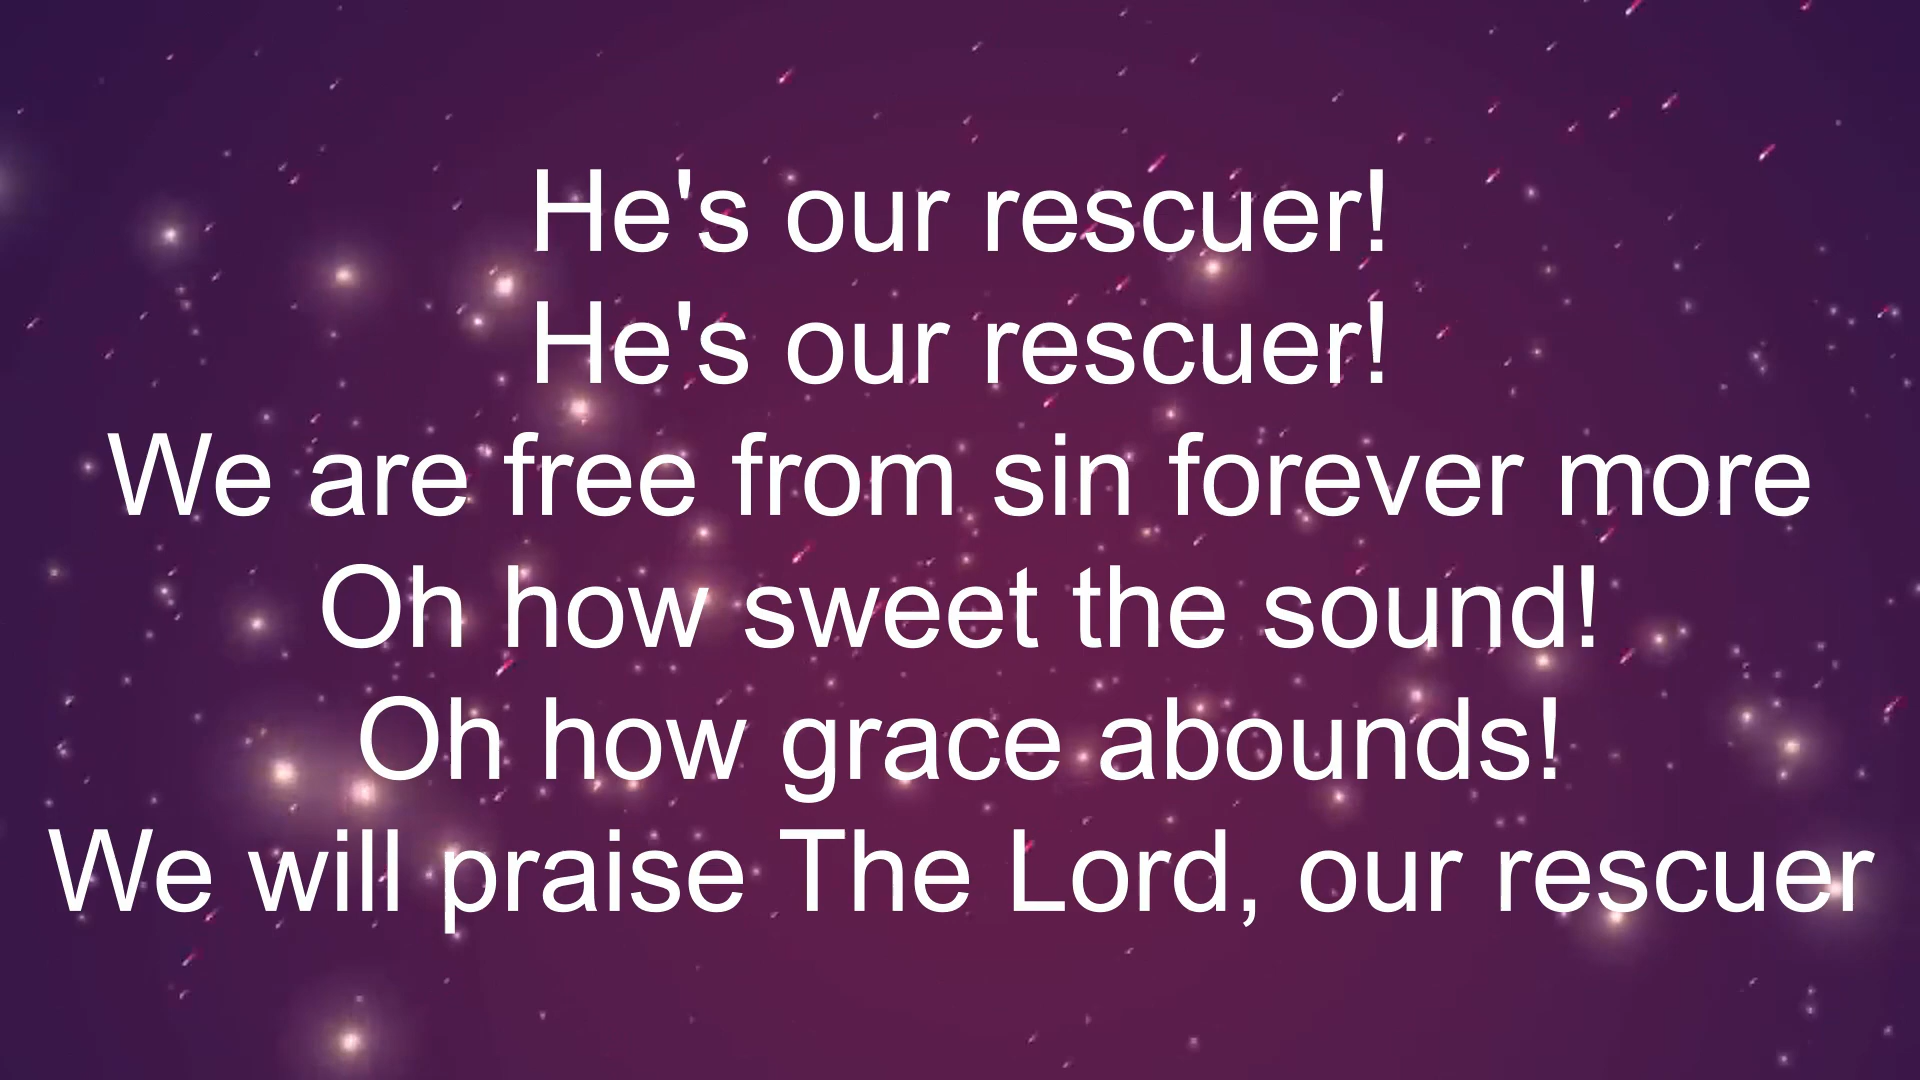 He's our rescuer!
He's our rescuer!
We are free from sin forever more
Oh how sweet the sound!
Oh how grace abounds!
We will praise The Lord, our rescuer